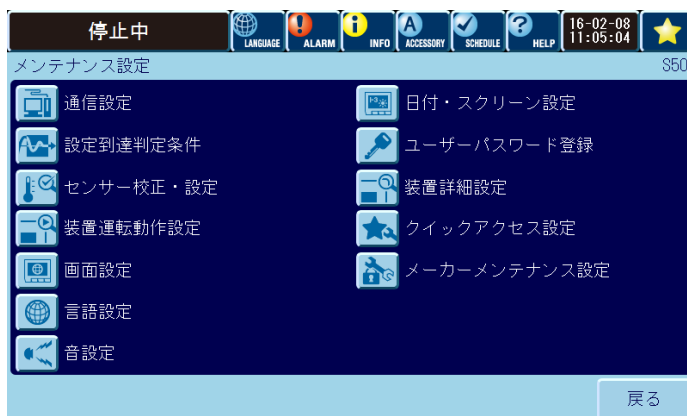 停止中
LANGUAGE
ALARM
INFO
A
ACCESSORY
SCHEDULE
HELP
16-02-08
11:05:04
メンテナンス設定
S50
通信設定
日付・スクリーン設定
設定到達判定条件
ユーザーパスワード登録
センサー校正・設定
装置詳細設定
装置運転動作設定
クイックアクセス設定
画面設定
メーカーメンテナンス設定
言語設定
音設定
戻る